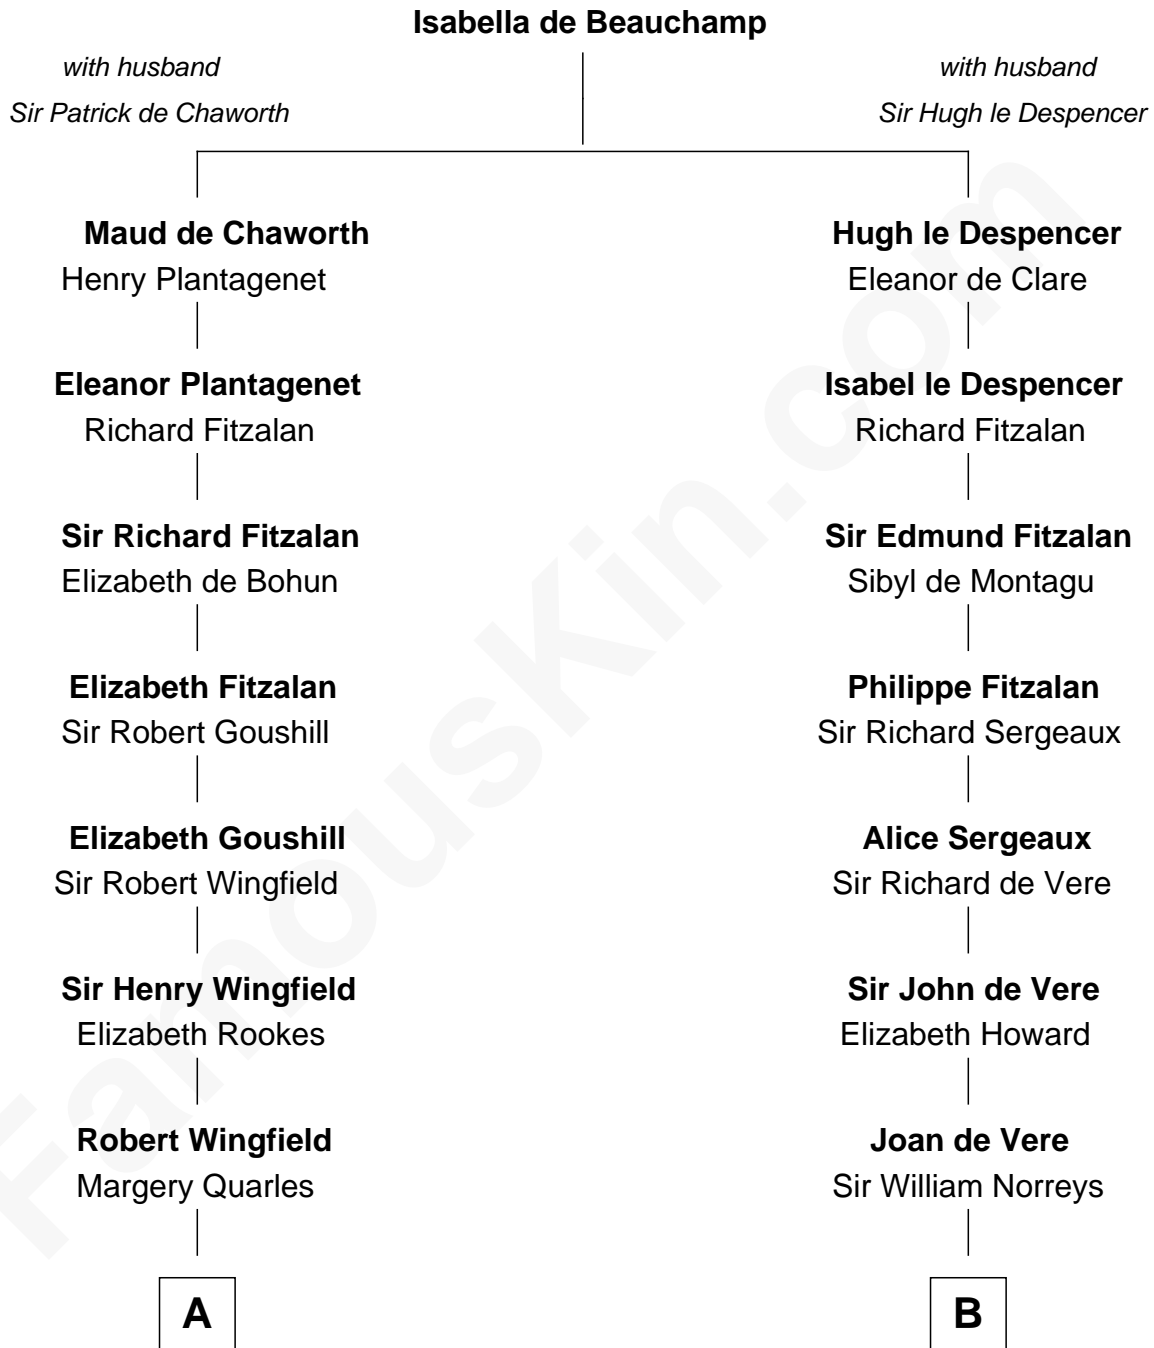 Isabella de Beauchamp
with husband
Sir Patrick de Chaworth
with husband
Sir Hugh le Despencer
Maud de Chaworth
Henry Plantagenet
Hugh le Despencer
Eleanor de Clare
Eleanor Plantagenet
Richard Fitzalan
Isabel le Despencer
Richard Fitzalan
Sir Richard Fitzalan
Elizabeth de Bohun
Sir Edmund Fitzalan
Sibyl de Montagu
Elizabeth Fitzalan
Sir Robert Goushill
Philippe Fitzalan
Sir Richard Sergeaux
Elizabeth Goushill
Sir Robert Wingfield
Alice Sergeaux
Sir Richard de Vere
Sir Henry Wingfield
Elizabeth Rookes
Sir John de Vere
Elizabeth Howard
Robert Wingfield
Margery Quarles
Joan de Vere
Sir William Norreys
A
B
FamousKin.com